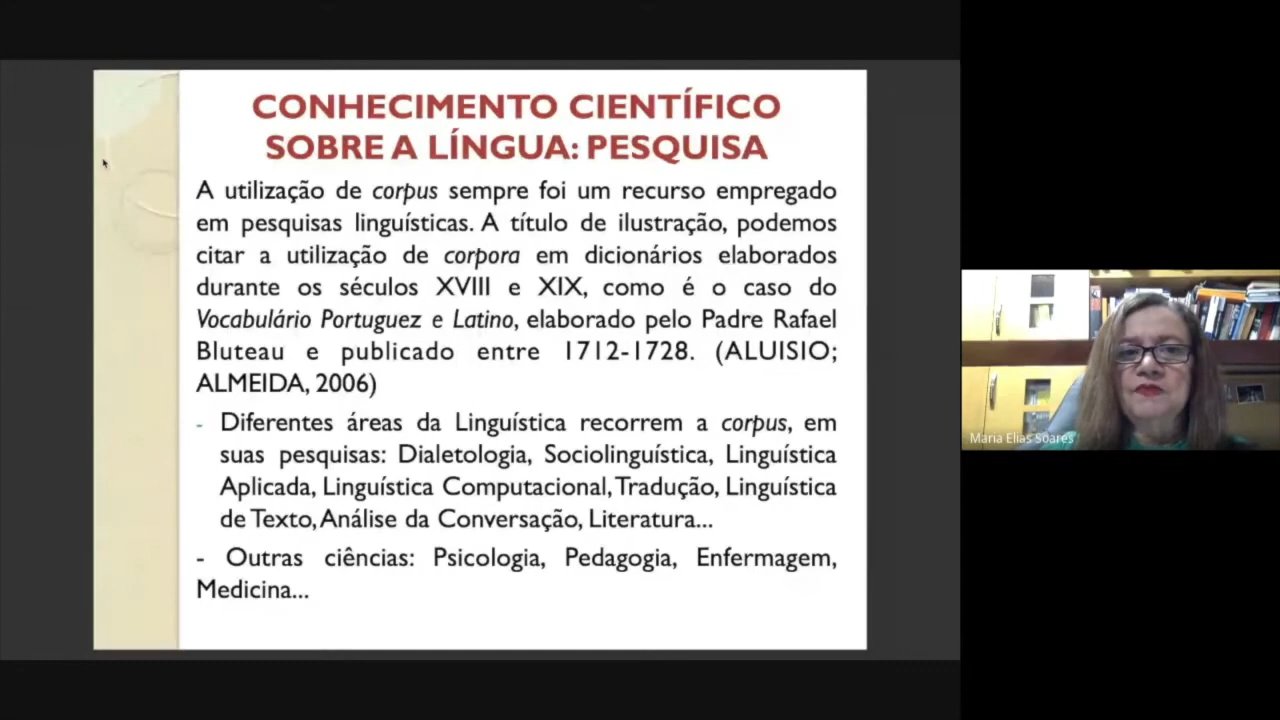 CONHECIMENTO CIENTÍFICO
SOBRE A LÍNGUA: PESQUISA
A utilização de corpus sempre foi um recurso empregado
em pesquisas linguísticas. A título de ilustração, podemos
citar a utilização de corpora em dicionários elaborados
durante os séculos XVIII e XIX, como é o caso do
Vocabulário Portuguez e Latino, elaborado pelo Padre Rafael
Bluteau e publicado entre 1712-1728. (ALUISIO;
ALMEIDA, 2006)
- Diferentes áreas da Linguística recorrem a corpus, em
suas pesquisas: Dialetologia, Sociolinguística, Linguística
Aplicada, Linguística Computacional, Tradução, Linguística
de Texto, Análise da Conversação, Literatura...
- Outras ciências: Psicologia, Pedagogia, Enfermagem,
Medicina...
Maria Elias Soares